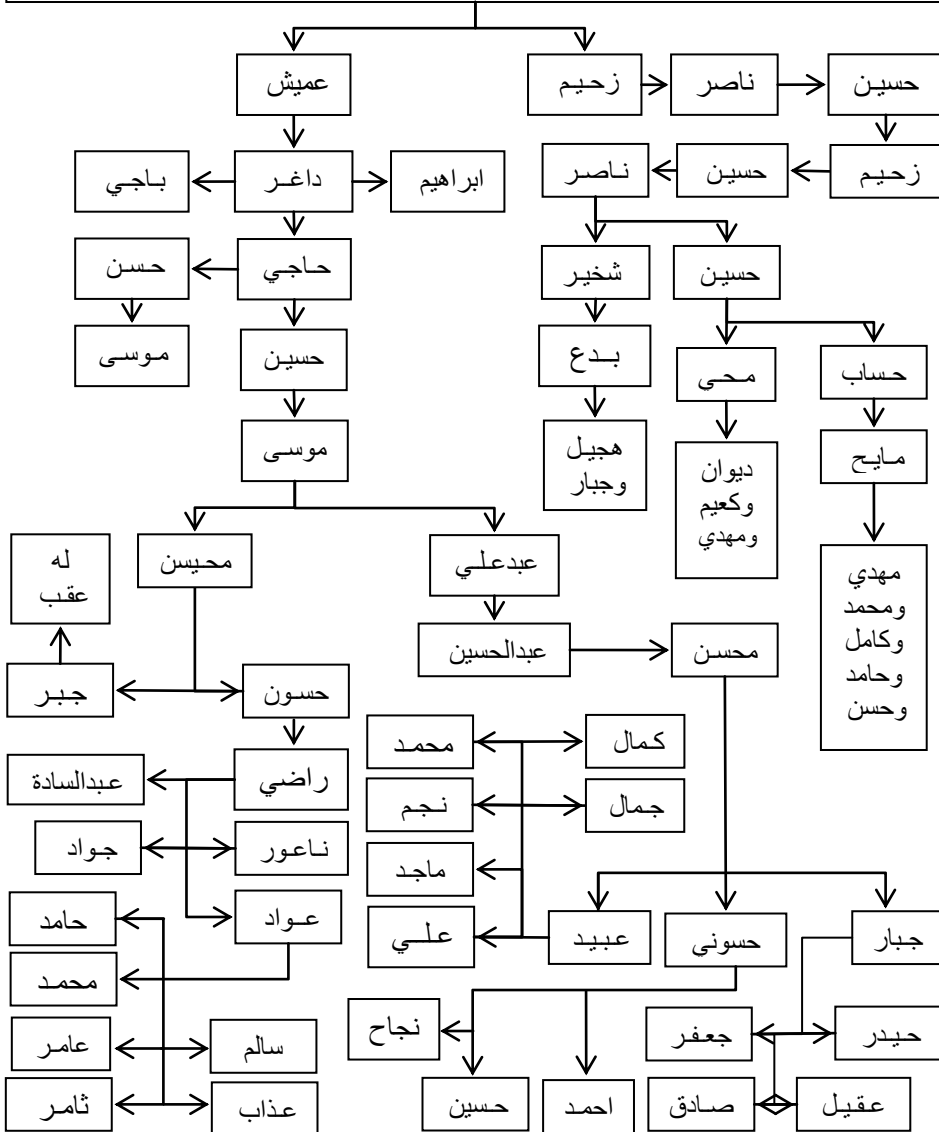 زحيم
عميش
حسين
ناصر
ابراهيم
داغر
باجي
زحيم
حسين
ناصر
حاجي
حسن
حسين
شخير
حسين
موسى
محي
حساب
بدع
موسى
مايح
ديوان
وكعيم
ومهدي
هجيل
وجبار
محيسن
عبدعلي
مهدي
ومحمد
وكامل
وحامد
وحسن
له
عقب
عبدالحسين
محسن
جبر
حسون
كمال
محمد
راضي
عبدالسادة
جمال
نجم
ناعور
جواد
ماجد
عواد
حامد
جبار
حسوني
عبيد
علي
محمد
حيدر
جعفر
نجاح
سالم
عامر
عقيل
صادق
احمد
حسين
عذاب
ثامر